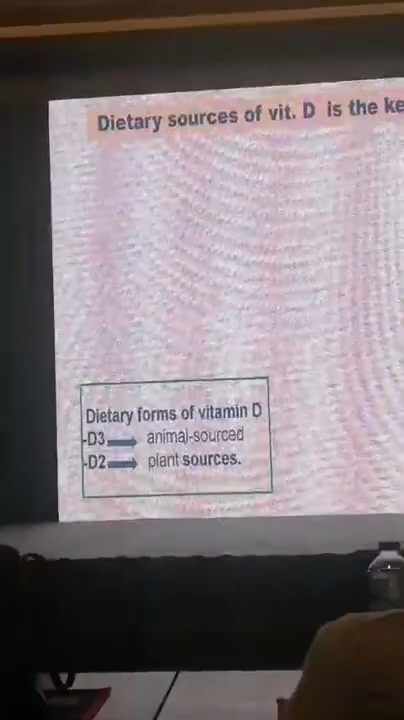 Dietary sources of vit. D is the ke
Dietary forms of vitamin D
-D3 → animal-sourced
-D2 → plant sources.